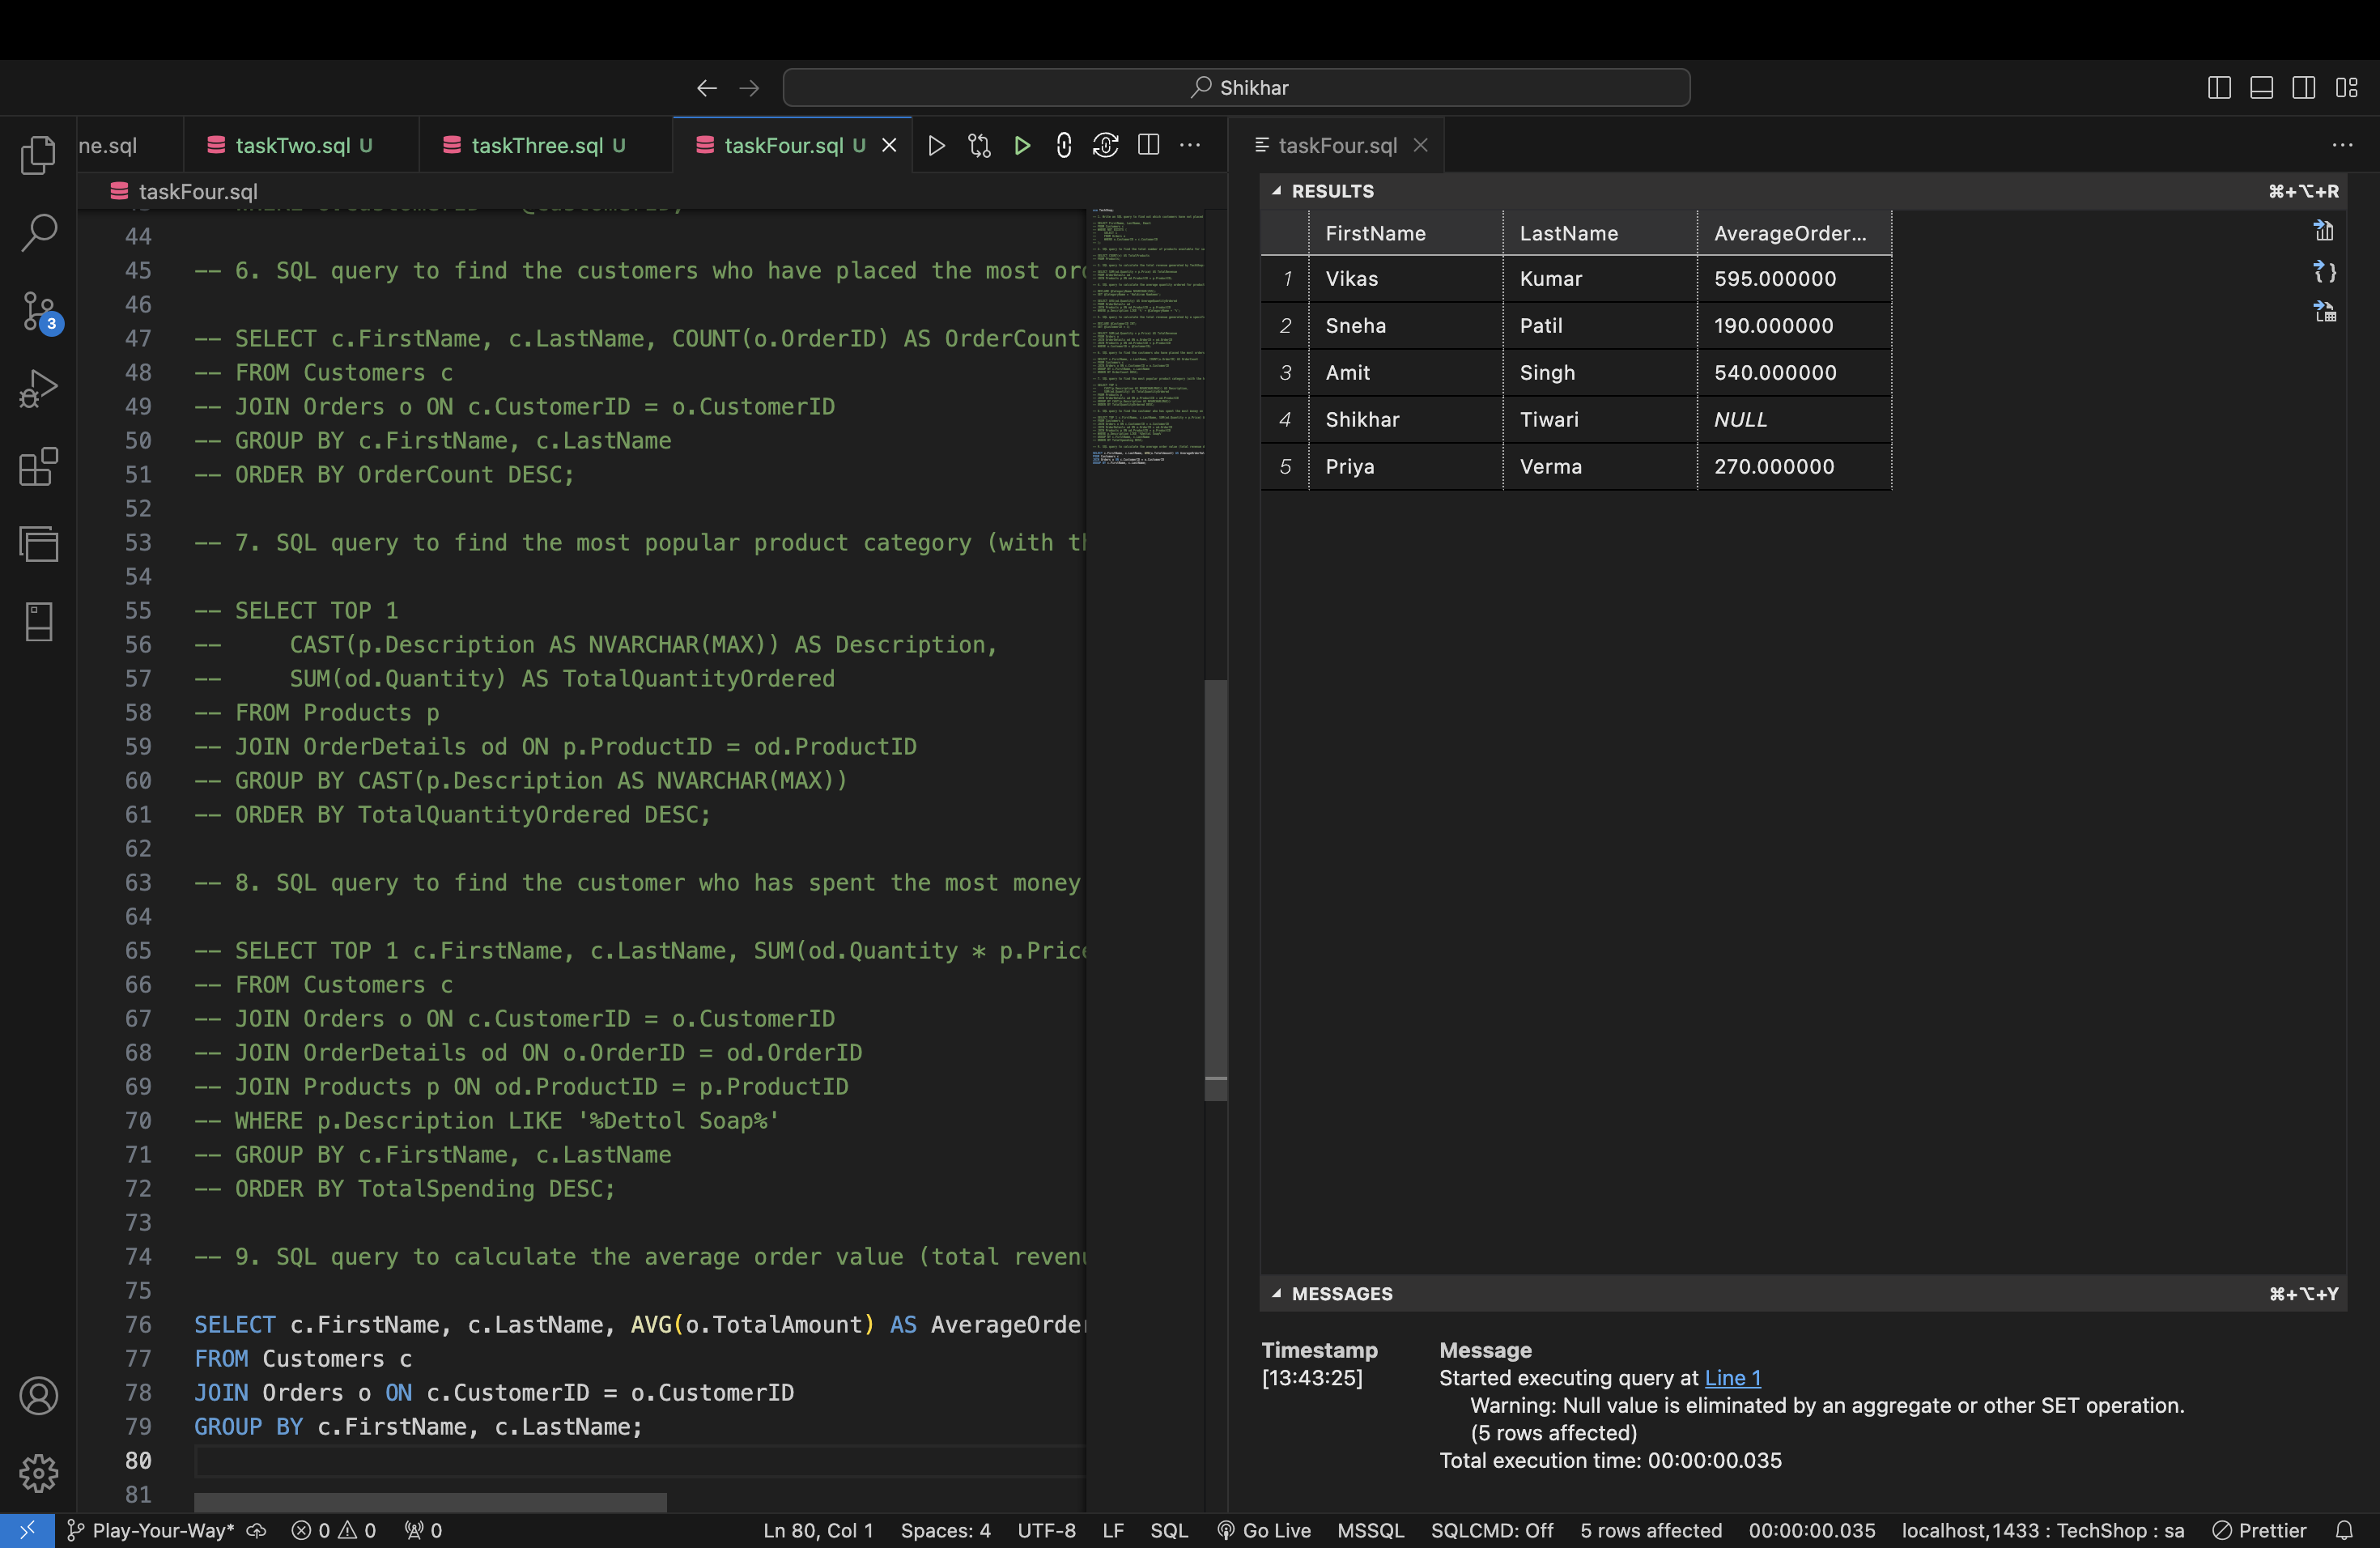 Shikhar
ne.sql
taskTwo.sql U
taskThree.sql U
taskFour.sql U
taskFour.sql
44
45 -- 6. SQL query to find the customers who have placed the most
46
47 -- SELECT c.FirstName, c.LastName, COUNT(o.OrderID) AS OrderCount
48 -- FROM Customers c
49 -- JOIN Orders o ON c.CustomerID = o.CustomerID
50 -- GROUP BY c.FirstName, c.LastName
51 -- ORDER BY OrderCount DESC;
52
53 -- 7. SQL query to find the most popular product category (with
54
55 -- SELECT TOP 1
56 --     CAST(p.Description AS NVARCHAR(MAX)) AS Description,
57 --     SUM(od.Quantity) AS TotalQuantityOrdered
58 -- FROM Products p
59 -- JOIN OrderDetails od ON p.ProductID = od.ProductID
60 -- GROUP BY CAST(p.Description AS NVARCHAR(MAX))
61 -- ORDER BY TotalQuantityOrdered DESC;
62
63 -- 8. SQL query to find the customer who has spent the most money
64
65 -- SELECT TOP 1 c.FirstName, c.LastName, SUM(od.Quantity * p.Price
66 -- FROM Customers c
67 -- JOIN Orders o ON c.CustomerID = o.CustomerID
68 -- JOIN OrderDetails od ON o.OrderID = od.OrderID
69 -- JOIN Products p ON od.ProductID = p.ProductID
70 -- WHERE p.Description LIKE '%Dettol Soap%'
71 -- GROUP BY c.FirstName, c.LastName
72 -- ORDER BY TotalSpending DESC;
73
74 -- 9. SQL query to calculate the average order value (total
75
76 SELECT c.FirstName, c.LastName, AVG(o.TotalAmount) AS AverageOrder
77 FROM Customers c
78 JOIN Orders o ON c.CustomerID = o.CustomerID
79 GROUP BY c.FirstName, c.LastName;
80
81
3
taskFour.sql
RESULTS ⌘+⌥+R
FirstName LastName AverageOrder...
1 Vikas Kumar 595.000000
2 Sneha Patil 190.000000
3 Amit Singh 540.000000
4 Shikhar Tiwari NULL
5 Priya Verma 270.000000
MESSAGES ⌘+⌥+Y
Timestamp Message
[13:43:25] Started executing query at Line 1
Warning: Null value is eliminated by an aggregate or other SET operation.
(5 rows affected)
Total execution time: 00:00:00.035
Play-Your-Way* 0 0 0 Ln 80, Col 1 Spaces: 4 UTF-8 LF SQL Go Live MSSQL SQLCMD: Off 5 rows affected 00:00:00.035 localhost,1433 : TechShop : sa Prettier